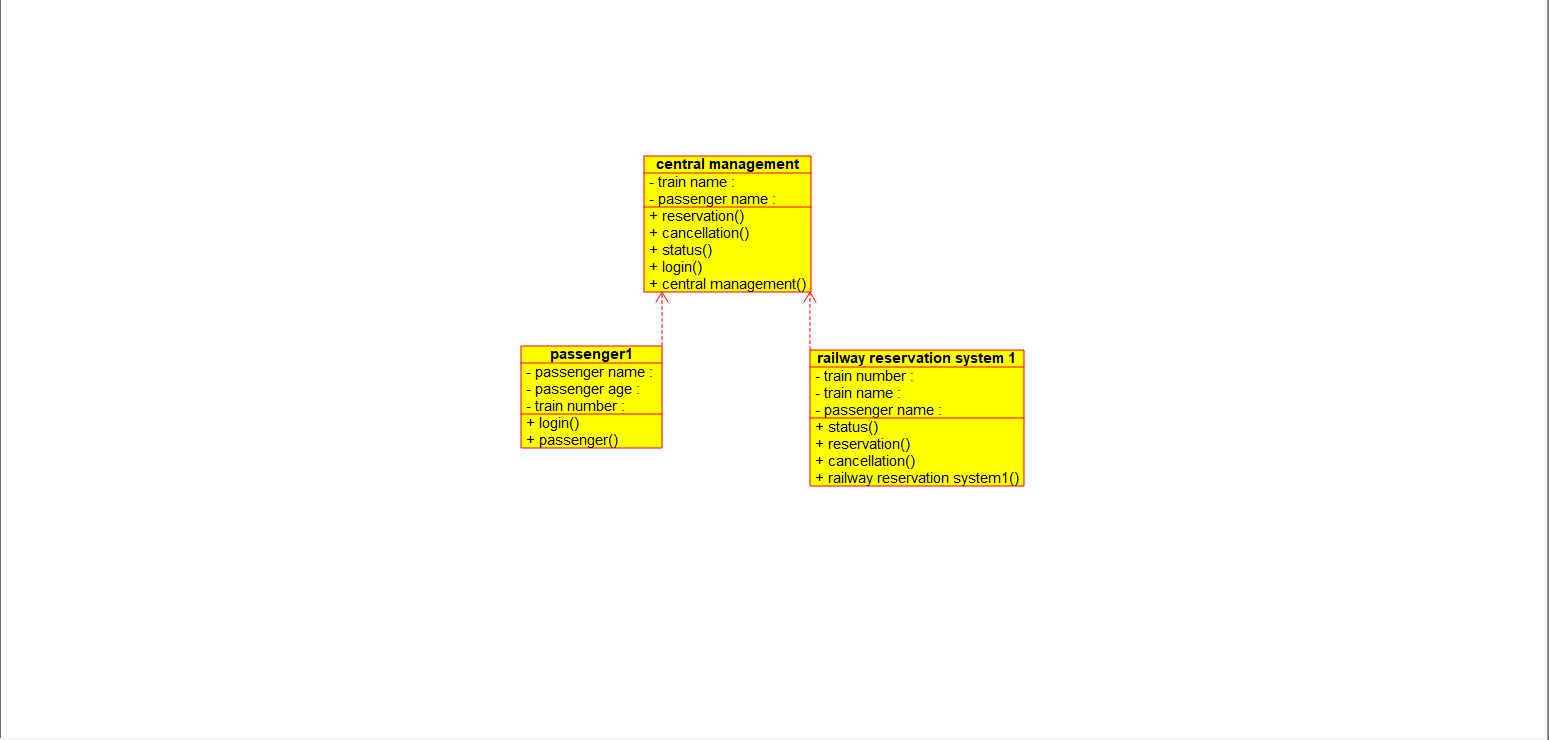 central management
- train name :
- passenger name :
+ reservation()
+ cancellation()
+ status()
+ login()
+ central management()
passenger1
- passenger name :
- passenger age :
- train number :
+ login()
+ passenger()
railway reservation system 1
- train number :
- train name :
- passenger name :
+ status()
+ reservation()
+ cancellation()
+ railway reservation system1()